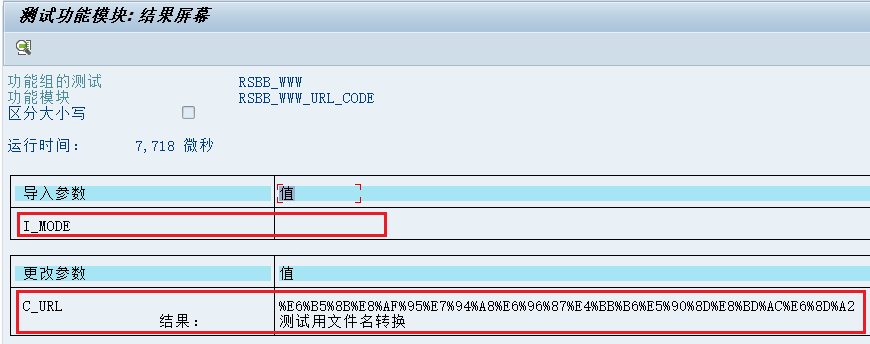 测试功能模块: 结果屏幕
功能组的测试 RSBB_WWW
功能模块 RSBB_WWW_URL_CODE
区分大小写
运行时间: 7,718 微秒
导入参数 值
I_MODE
更改参数 值
C_URL %E6%B5%8B%E8%AF%95%E7%94%A8%E6%96%87%E4%BB%B6%E5%90%8D%E8%BD%AC%E6%8D%A2
结果: 测试用文件名转换